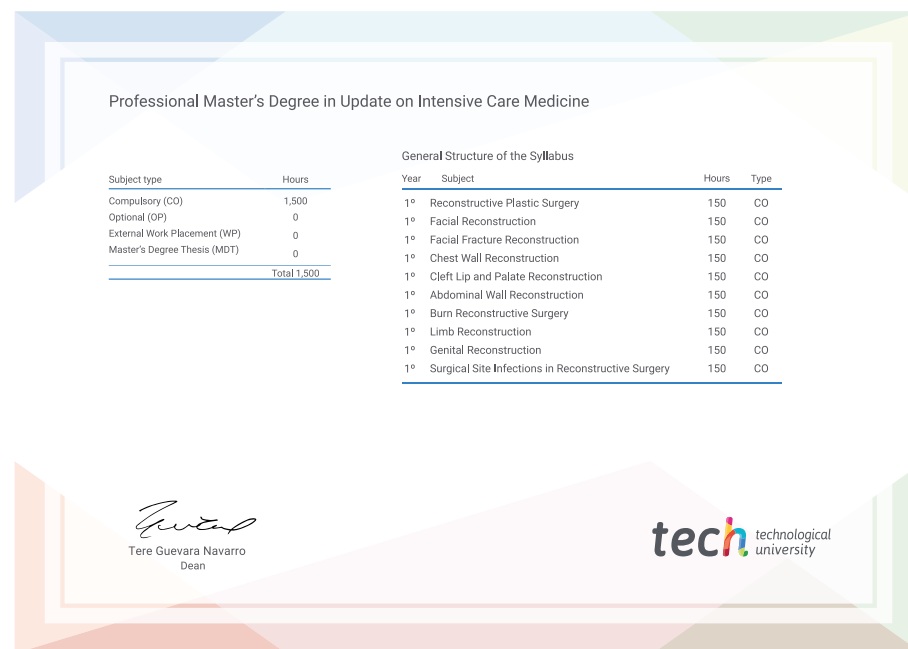 Professional Master's Degree in Update on Intensive Care Medicine
Subject type Hours
Compulsory (CO) 1,500
Optional (OP) 0
External Work Placement (WP) 0
Master's Degree Thesis (MDT) 0
Total 1,500
General Structure of the Syllabus
Year Subject Hours Type
1º Reconstructive Plastic Surgery 150 CO
1º Facial Reconstruction 150 CO
1º Facial Fracture Reconstruction 150 CO
1º Chest Wall Reconstruction 150 CO
1º Cleft Lip and Palate Reconstruction 150 CO
1º Abdominal Wall Reconstruction 150 CO
1º Burn Reconstructive Surgery 150 CO
1º Limb Reconstruction 150 CO
1º Genital Reconstruction 150 CO
1º Surgical Site Infections in Reconstructive Surgery 150 CO
Tere Guevara Navarro
Dean
tech technological
university